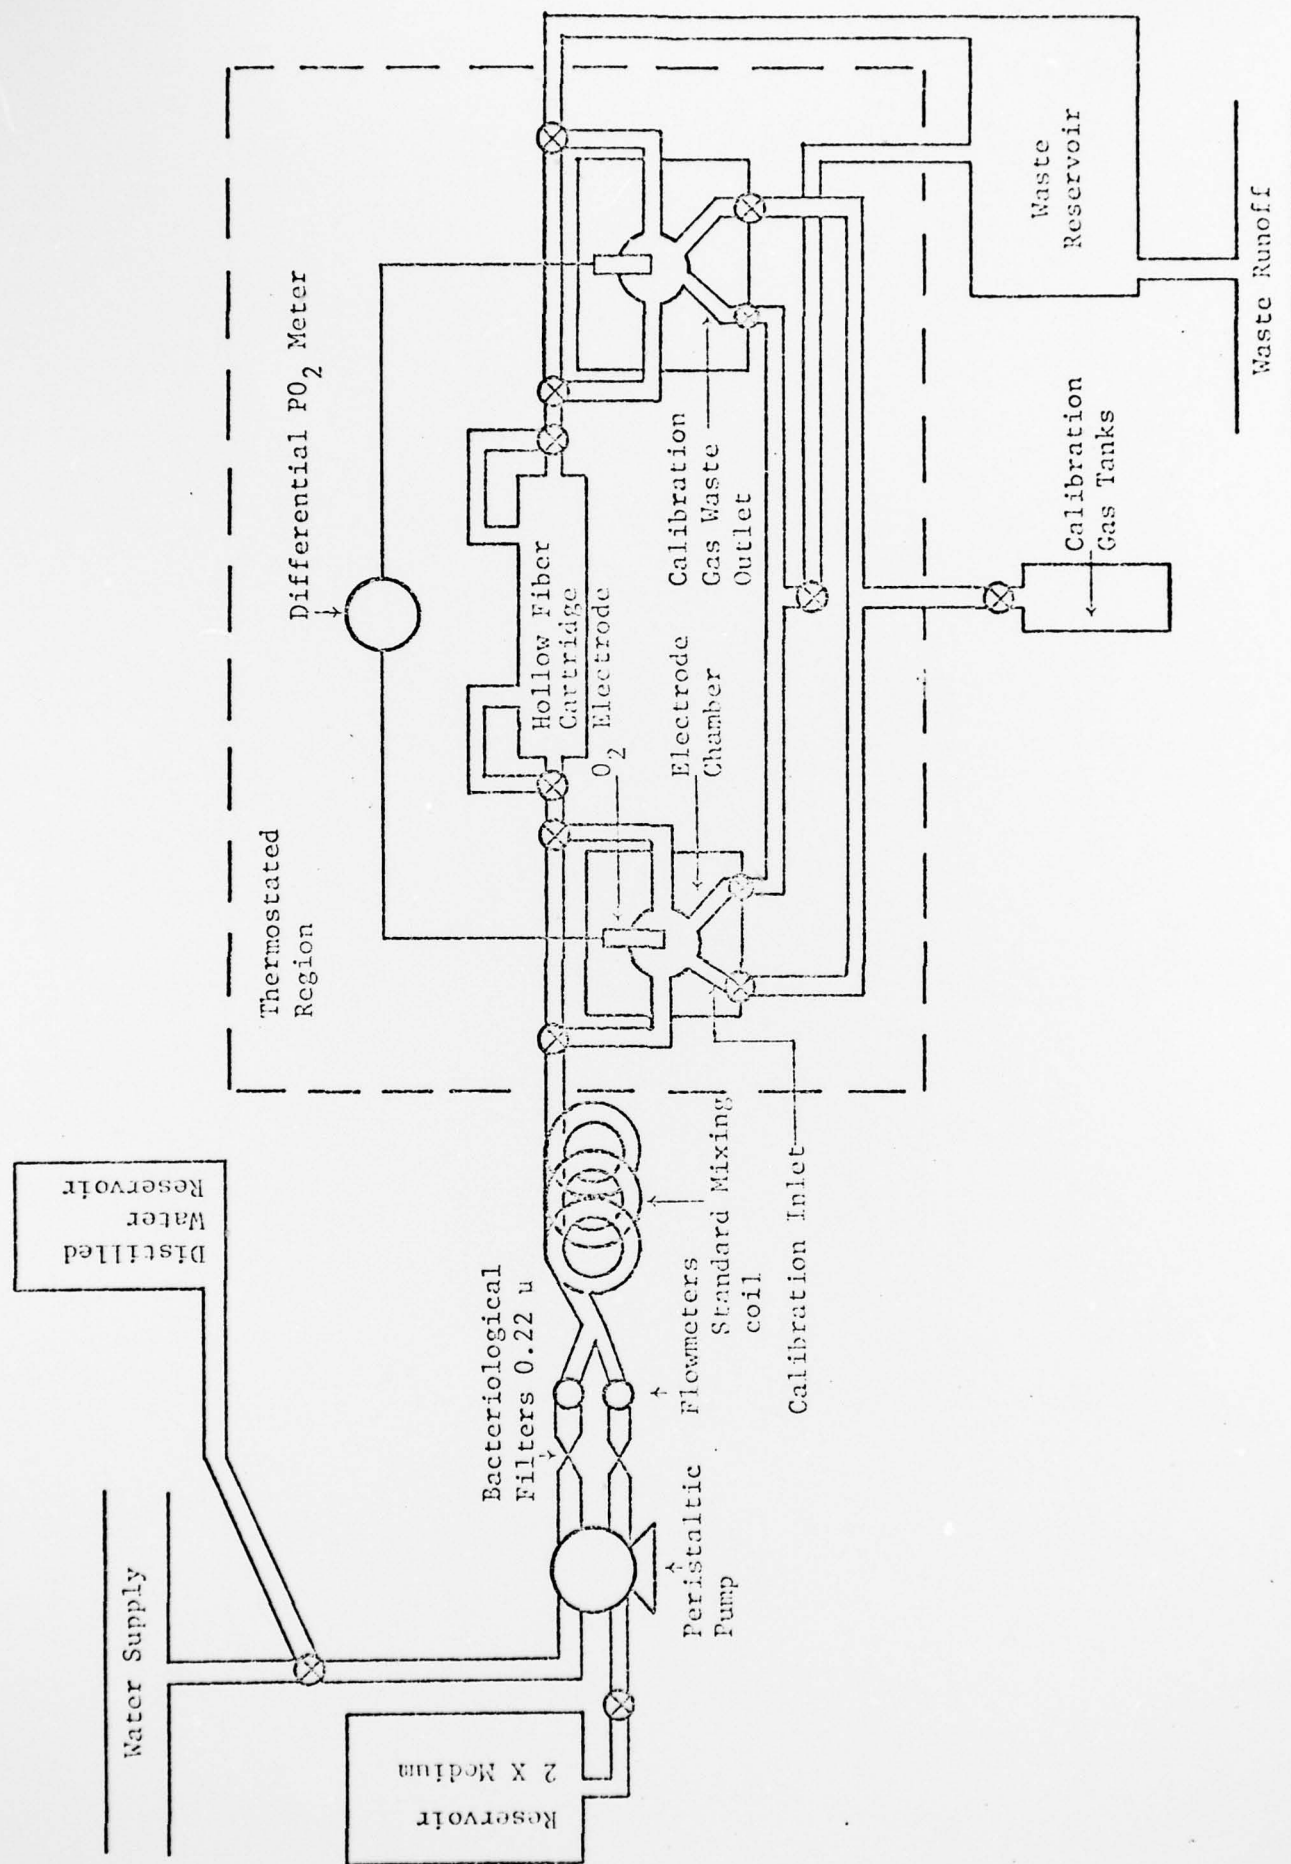 Water Supply
Distilled
Water
Reservoir
Reservoir
2 X Medium
Bacteriological
Filters 0.22 u
Peristaltic
Pump
Flowmeters
Standard Mixing
coil
Calibration Inlet
Thermostated
Region
Differential PO2 Meter
Hollow Fiber
Cartridge
O2 Electrode
Electrode
Chamber
Calibration
Gas Waste
Outlet
Calibration
Gas Tanks
Waste
Reservoir
Waste Runoff